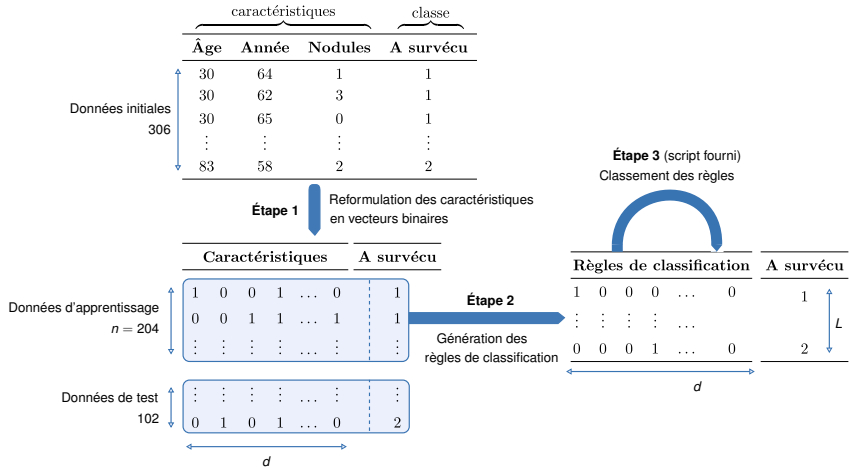 caractéristiques classe
Âge Année Nodules A survécu
30 64 1 1
30 62 3 1
30 65 0 1
⋮ ⋮ ⋮ ⋮
83 58 2 2
Données initiales
306
Étape 1
Reformulation des caractéristiques
en vecteurs binaires
Étape 3 (script fourni)
Classement des règles
Caractéristiques A survécu
1 0 0 1 … 0 1
0 0 1 1 … 1 1
⋮ ⋮ ⋮ ⋮ ⋮ ⋮
Données d'apprentissage
n = 204
Étape 2
Génération des
règles de classification
Règles de classification A survécu
1 0 0 0 … 0 1
⋮ ⋮ ⋮ ⋮ …
0 0 0 1 … 0 2
L
d
Données de test
102
⋮ ⋮ ⋮ ⋮ ⋮ ⋮
0 1 0 1 … 0 2
d